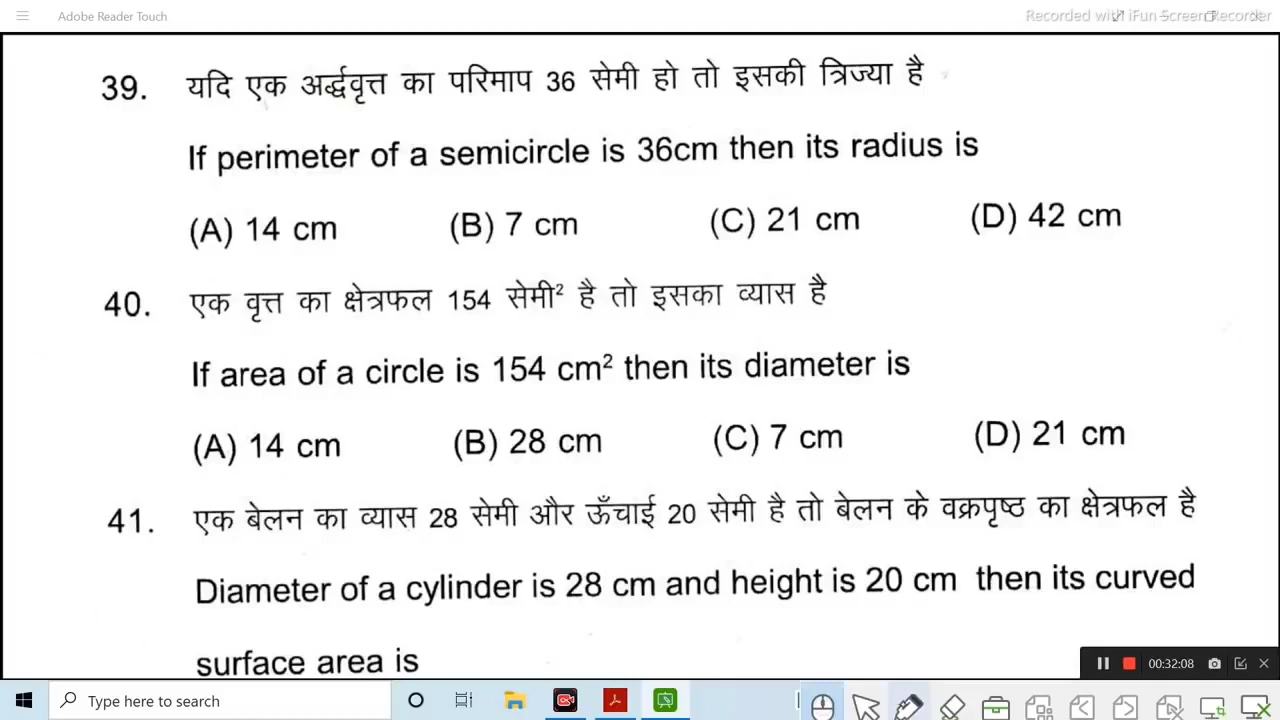 Adobe Reader Touch
Recorded with iFun Screen Recorder
39. यदि एक अर्द्धवृत्त का परिमाप 36 सेमी हो तो इसकी त्रिज्या है
If perimeter of a semicircle is 36cm then its radius is
(A) 14 cm (B) 7 cm (C) 21 cm (D) 42 cm
40. एक वृत्त का क्षेत्रफल 154 सेमी² है तो इसका व्यास है
If area of a circle is 154 cm² then its diameter is
(A) 14 cm (B) 28 cm (C) 7 cm (D) 21 cm
41. एक बेलन का व्यास 28 सेमी और ऊँचाई 20 सेमी है तो बेलन के वक्रपृष्ठ का क्षेत्रफल है
Diameter of a cylinder is 28 cm and height is 20 cm then its curved
surface area is
00:32:08
Type here to search